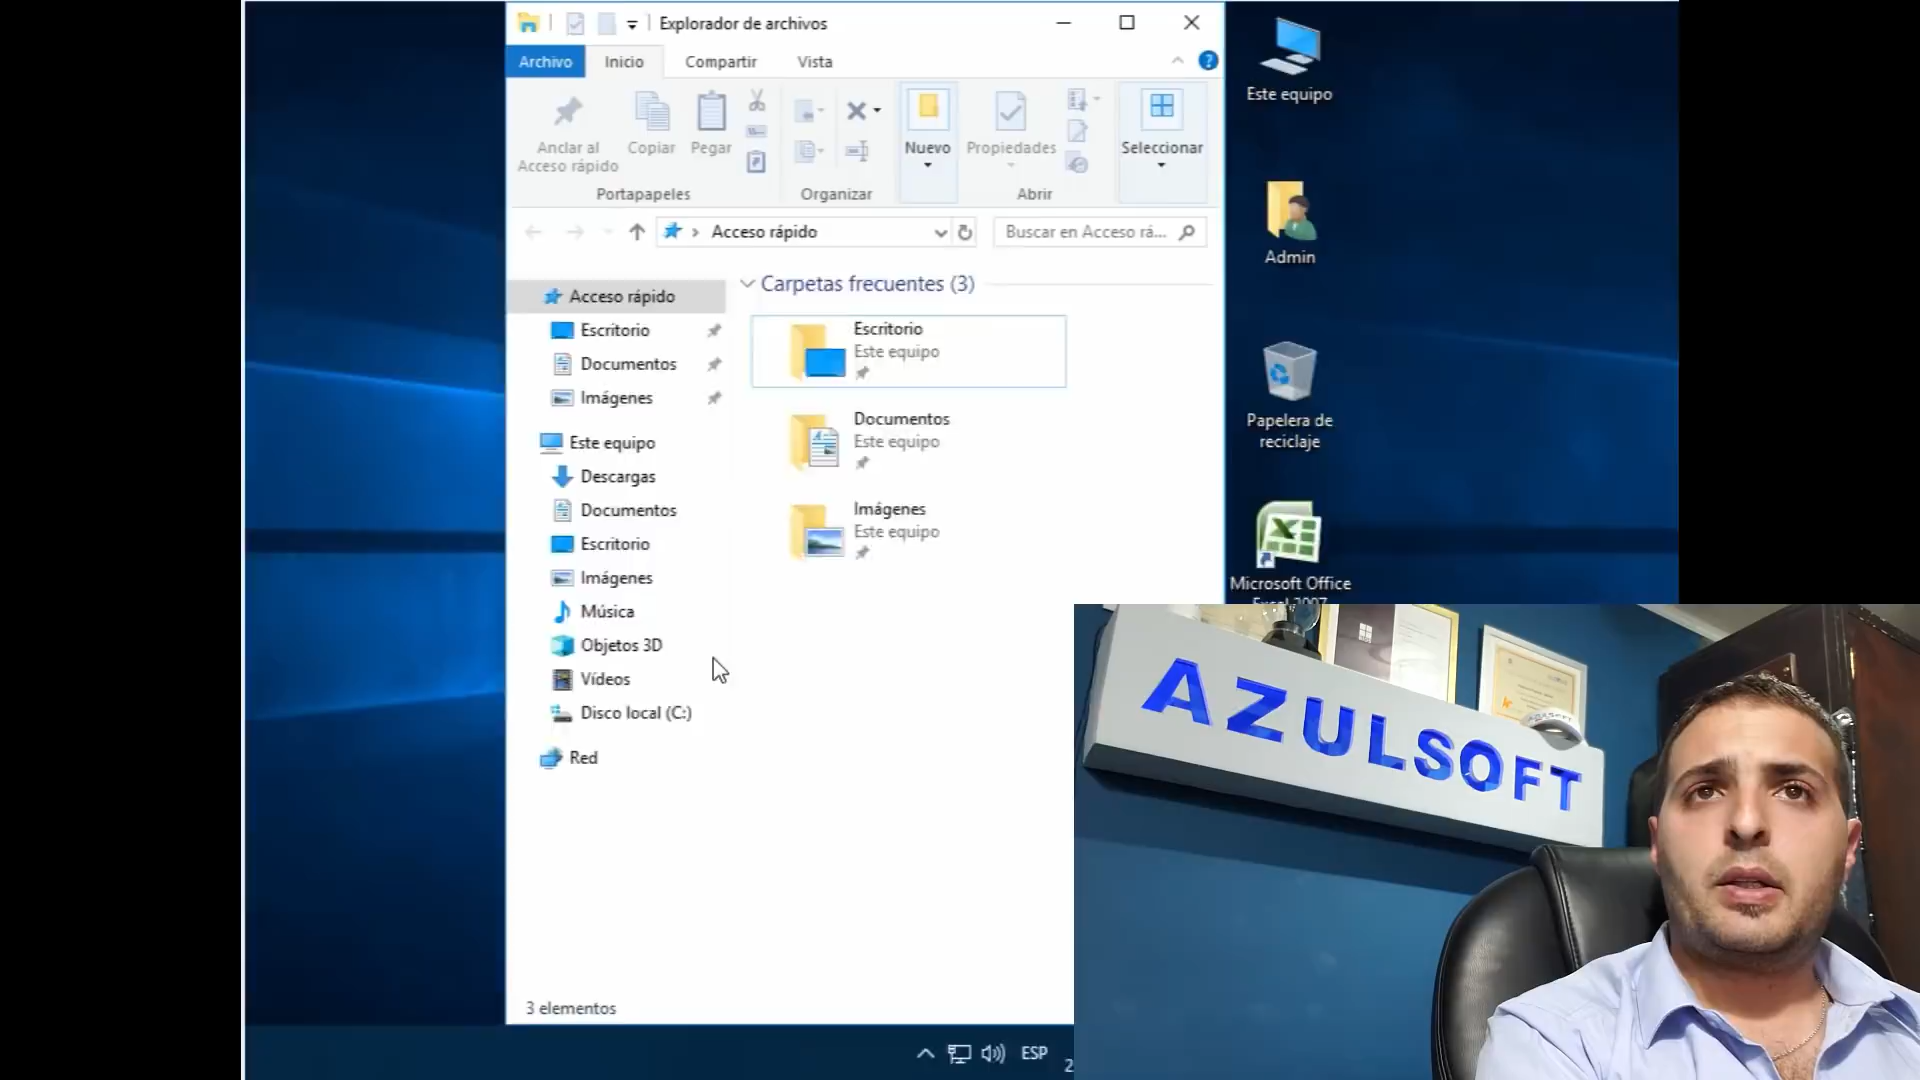 Explorador de archivos
Archivo
Inicio
Compartir
Vista
Anclar al
Acceso rápido
Copiar
Pegar
Nuevo
Propiedades
Seleccionar
Portapapeles
Organizar
Abrir
Acceso rápido
Buscar en Acceso rá...
Acceso rápido
Escritorio
Documentos
Imágenes
Este equipo
Descargas
Documentos
Escritorio
Imágenes
Música
Objetos 3D
Vídeos
Disco local (C:)
Red
Carpetas frecuentes (3)
Escritorio
Este equipo
Documentos
Este equipo
Imágenes
Este equipo
3 elementos
Este equipo
Admin
Papelera de
reciclaje
Microsoft Office
Excel 2007
ESP
2
AZULSOFT